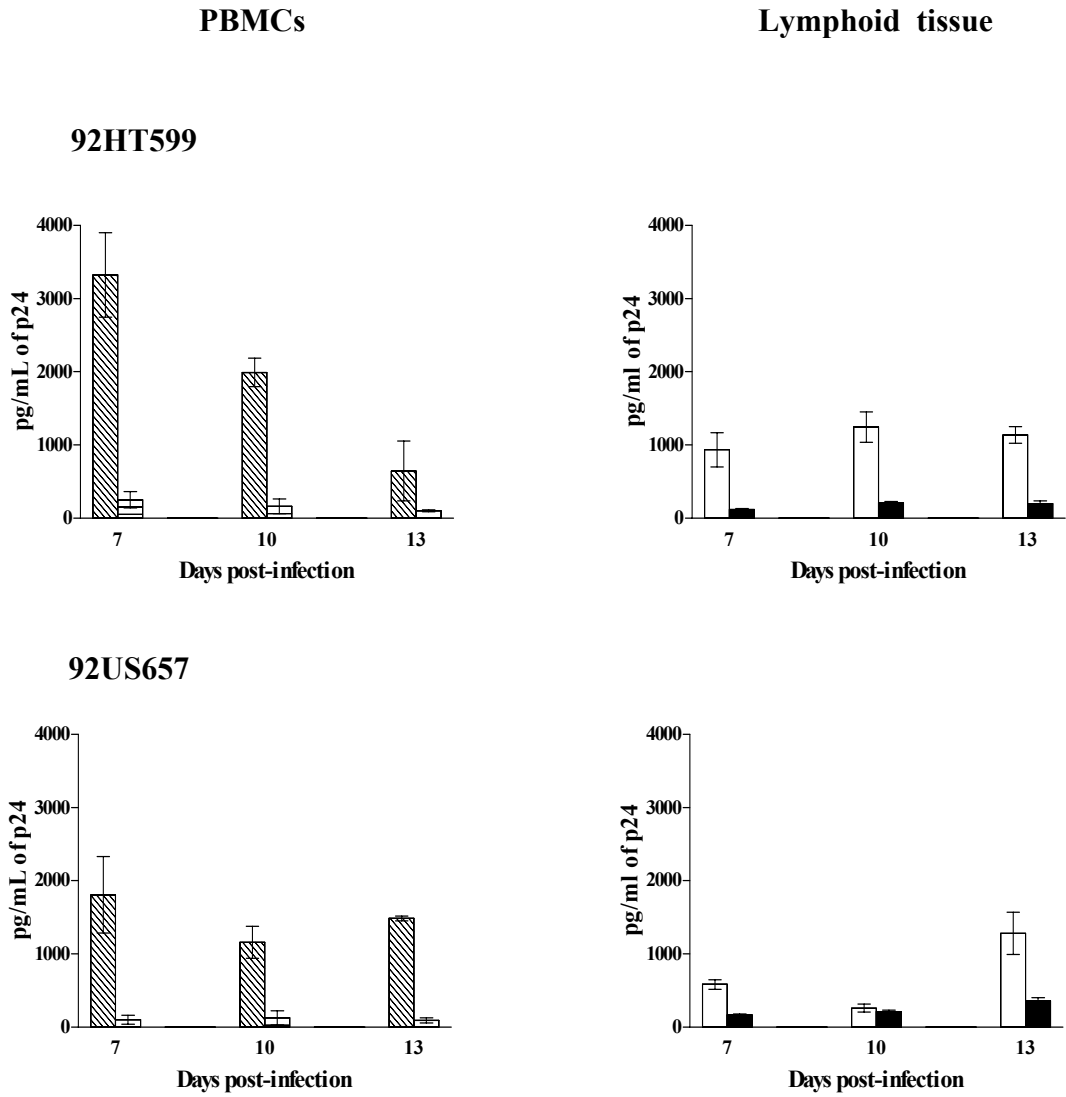 PBMCs
Lymphoid tissue
92HT599
4000
3000
2000
1000
0
pg/mL of p24
7 10 13
Days post-infection
4000
3000
2000
1000
0
pg/ml of p24
7 10 13
Days post-infection
92US657
4000
3000
2000
1000
0
pg/mL of p24
7 10 13
Days post-infection
4000
3000
2000
1000
0
pg/ml of p24
7 10 13
Days post-infection